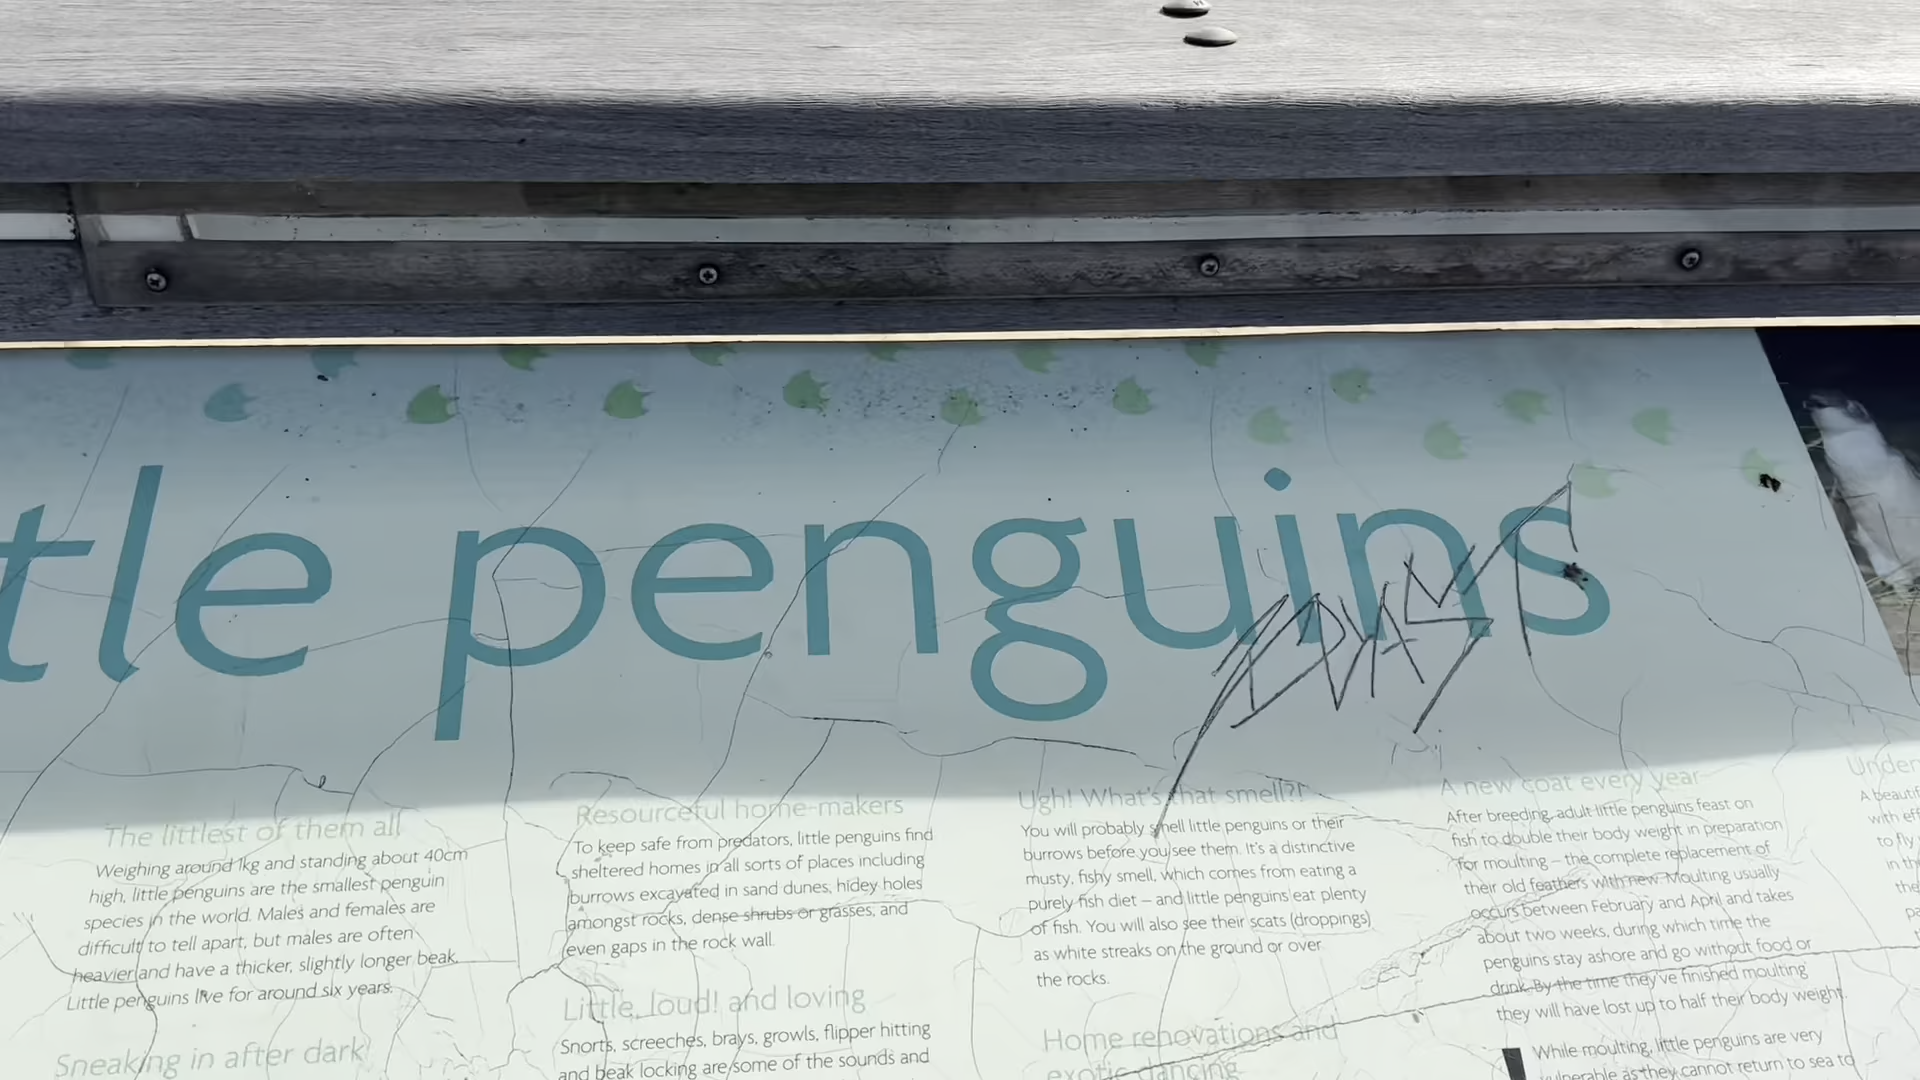 tle penguins
The littlest of them all
Weighing around 1kg and standing about 40cm
high, little penguins are the smallest penguin
species in the world. Males and females are
difficult to tell apart, but males are often
heavier and have a thicker, slightly longer beak.
Little penguins live for around six years.
Sneaking in after dark!
Resourceful home-makers
To keep safe from predators, little penguins find
sheltered homes in all sorts of places including
burrows excavated in sand dunes, hidey holes
amongst rocks, dense shrubs or grasses, and
even gaps in the rock wall.
Little, loud! and loving
Snorts, screeches, brays, growls, flipper hitting
and beak locking are some of the sounds and
Ugh! What's that smell?!
You will probably smell little penguins or their
burrows before you see them. It's a distinctive
musty, fishy smell, which comes from eating a
purely fish diet – and little penguins eat plenty
of fish. You will also see their scats (droppings)
as white streaks on the ground or over
the rocks.
Home renovations and
exotic dancing
A new coat every year
After breeding, adult little penguins feast on
fish to double their body weight in preparation
for moulting – the complete replacement of
their old feathers with new. Moulting usually
occurs between February and April and takes
about two weeks, during which time the
penguins stay ashore and go without food or
drink. By the time they've finished moulting
they will have lost up to half their body weight.
While moulting, little penguins are very
vulnerable as they cannot return to sea to
Under
A beautif
with eff
to fly
in th
the